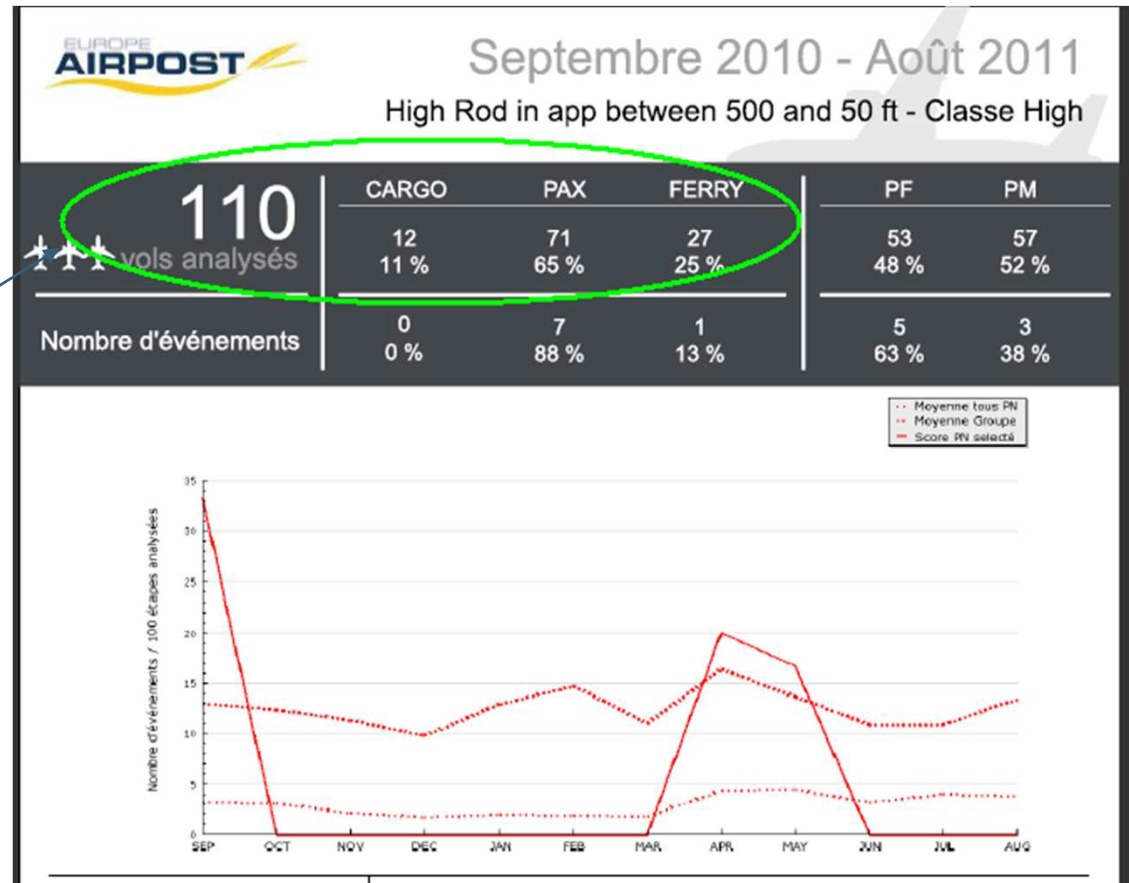 EUROPE
AIRPOST
Septembre 2010 - Août 2011
High Rod in app between 500 and 50 ft - Classe High
110
vols analysés
CARGO PAX FERRY PF PM
12 71 27 53 57
11 % 65 % 25 % 48 % 52 %
Nombre d'événements
0 7 1 5 3
0 % 88 % 13 % 63 % 38 %
Moyenne tous PN
Moyenne Groupe
Score PN selecté
Nombre d'événements / 100 étapes analysées
35
30
25
20
15
10
5
0
SEP OCT NOV DEC JAN FEB MAR APR MAY JUN JUL AUG